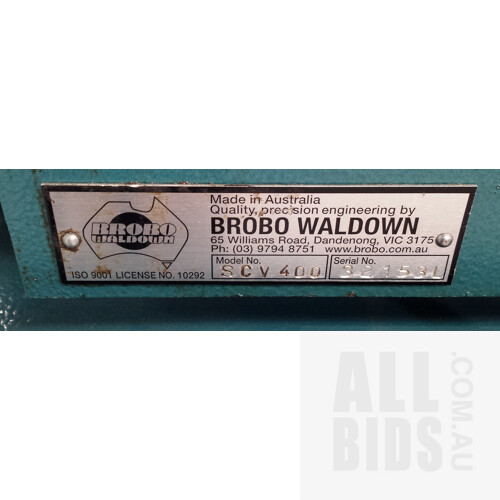 BROBO
WALDOWN
ISO 9001 LICENSE NO. 10292
Made in Australia
Quality, precision engineering by
BROBO WALDOWN
65 Williams Road, Dandenong, VIC 3175
Ph: (03) 9794 8751 www.brobo.com.au
Model No. Serial No.
SCV400 321531
ALL
BIDS
.COM.AU